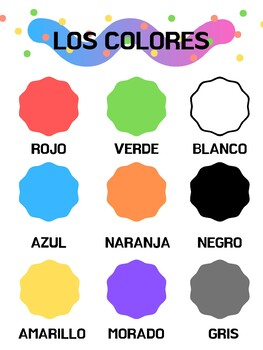 LOS COLORES
ROJO VERDE BLANCO
AZUL NARANJA NEGRO
AMARILLO MORADO GRIS